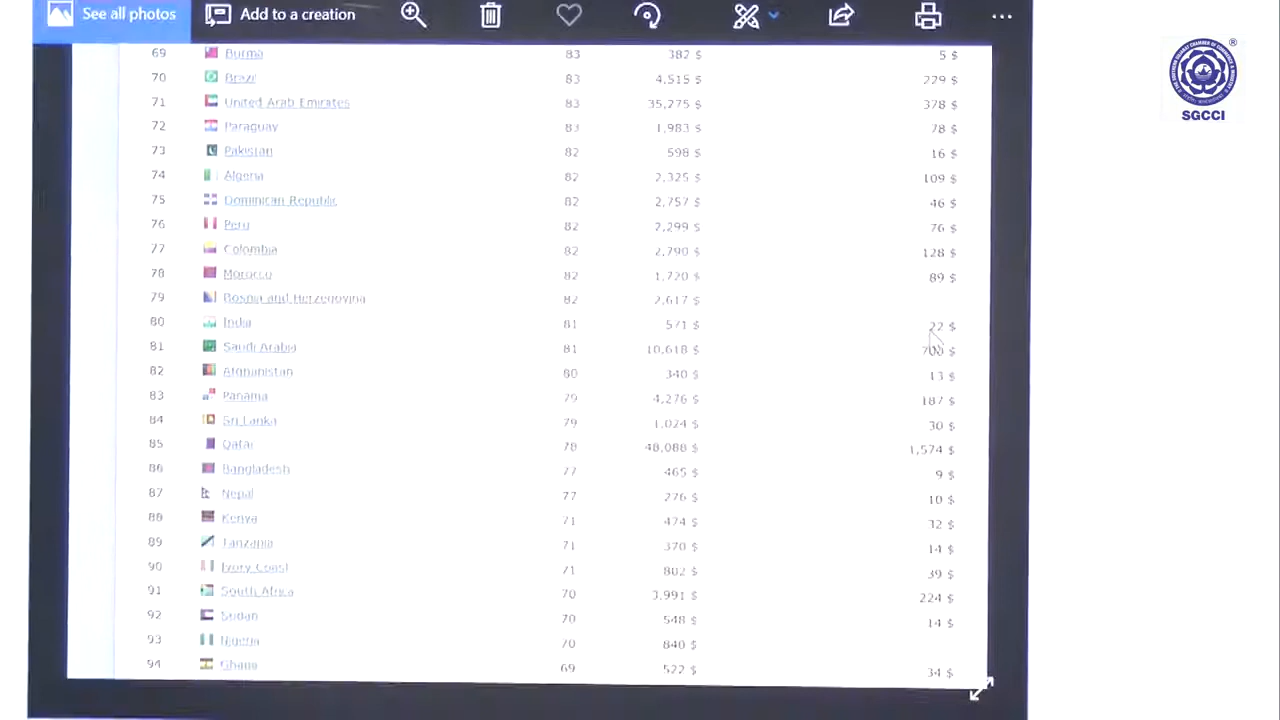 See all photos Add to a creation
69 Burma 83 382 $ 5 $
70 Brazil 83 4,515 $ 229 $
71 United Arab Emirates 83 35,275 $ 378 $
72 Paraguay 83 1,983 $ 78 $
73 Pakistan 82 598 $ 16 $
74 Algeria 82 2,325 $ 109 $
75 Dominican Republic 82 2,757 $ 46 $
76 Peru 82 2,299 $ 76 $
77 Colombia 82 2,790 $ 128 $
78 Morocco 82 1,720 $ 89 $
79 Bosnia and Herzegovina 82 2,617 $
80 India 81 571 $ 22 $
81 Saudi Arabia 81 10,618 $ 700 $
82 Afghanistan 80 340 $ 13 $
83 Panama 79 4,276 $ 187 $
84 Sri Lanka 79 1,024 $ 30 $
85 Qatar 78 48,088 $ 1,574 $
86 Bangladesh 77 465 $ 9 $
87 Nepal 77 276 $ 10 $
88 Kenya 71 474 $ 32 $
89 Tanzania 71 370 $ 14 $
90 Ivory Coast 71 802 $ 39 $
91 South Africa 70 3,991 $ 224 $
92 Sudan 70 548 $ 14 $
93 Nigeria 70 840 $
94 Ghana 69 522 $ 34 $
SGCCI